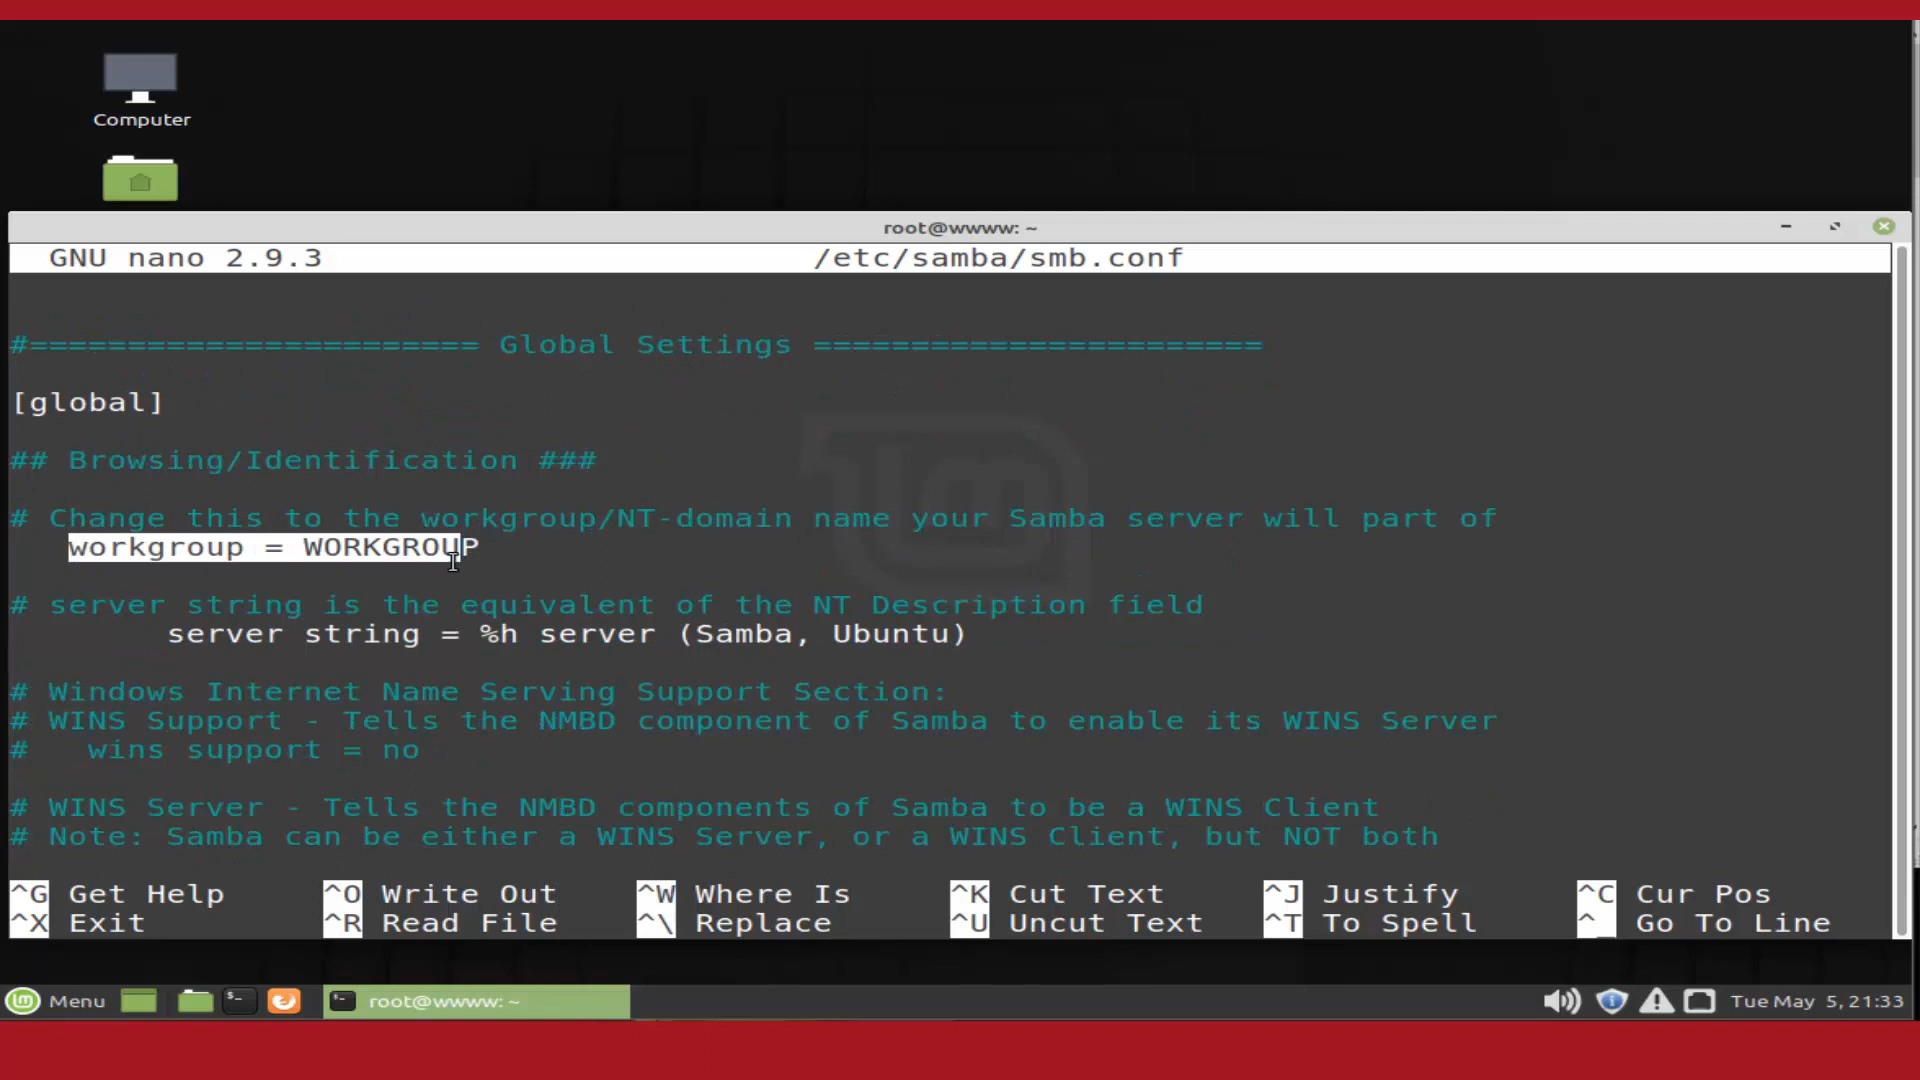 Computer
root@wwww: ~
GNU nano 2.9.3 /etc/samba/smb.conf
#======================= Global Settings =======================
[global]
## Browsing/Identification ###
# Change this to the workgroup/NT-domain name your Samba server will part of
workgroup = WORKGROUP
# server string is the equivalent of the NT Description field
server string = %h server (Samba, Ubuntu)
# Windows Internet Name Serving Support Section:
# WINS Support - Tells the NMBD component of Samba to enable its WINS Server
# wins support = no
# WINS Server - Tells the NMBD components of Samba to be a WINS Client
# Note: Samba can be either a WINS Server, or a WINS Client, but NOT both
^G Get Help ^O Write Out ^W Where Is ^K Cut Text ^J Justify ^C Cur Pos
^X Exit ^R Read File ^\ Replace ^U Uncut Text ^T To Spell ^_ Go To Line
Menu root@wwww: ~ Tue May 5, 21:33